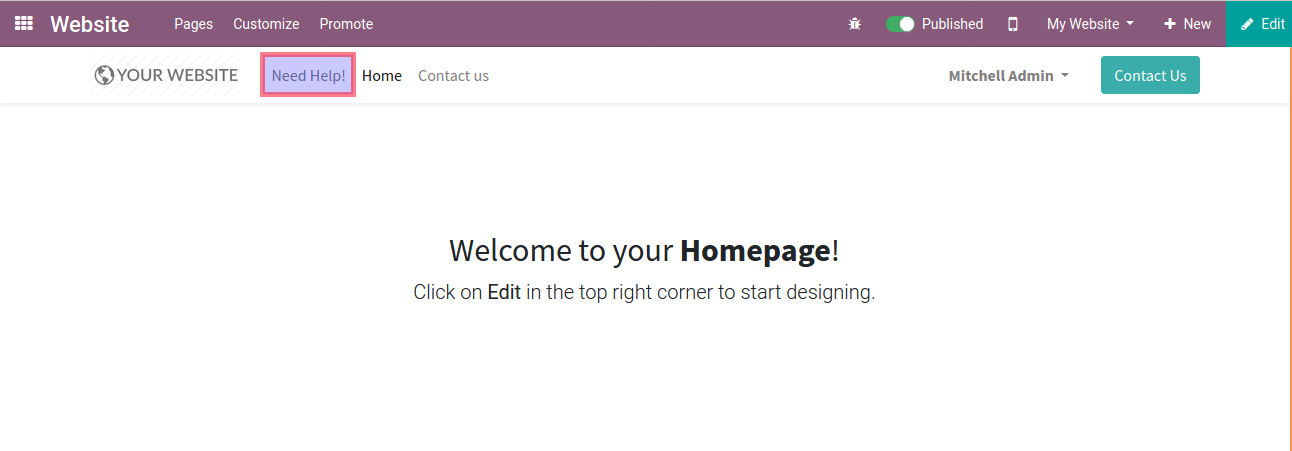 Website Pages Customize Promote Published My Website New Edit
YOUR WEBSITE Need Help! Home Contact us Mitchell Admin Contact Us
Welcome to your Homepage!
Click on Edit in the top right corner to start designing.